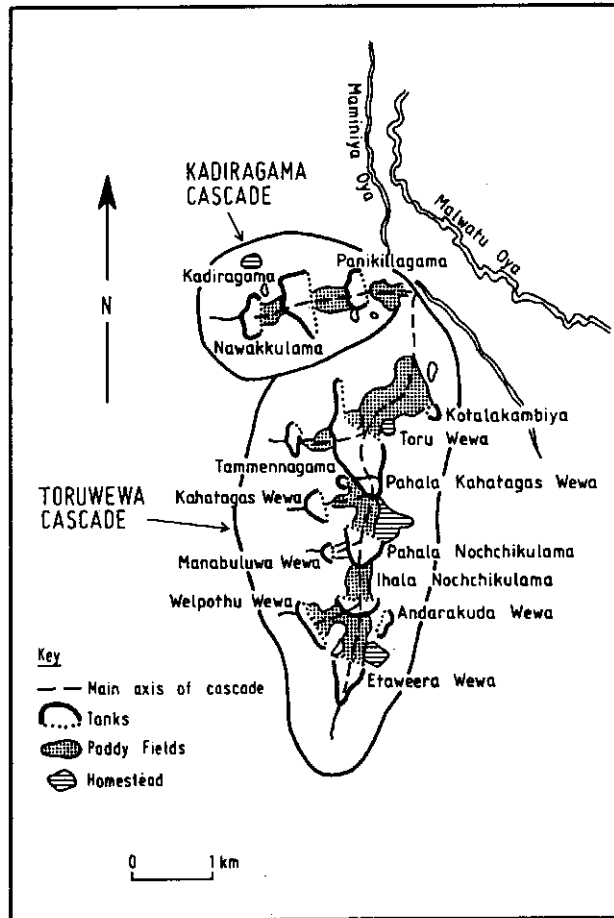 Maminiya Oya
Malwatu Oya
KADIRAGAMA
CASCADE
Kadiragama
Panikillagama
N
Nawakkulama
Kotalakambiya
Toru Wewa
Tammennagama
Pahala Kahatagas Wewa
TORUWEWA
CASCADE
Kahatagas Wewa
Manabuluwa Wewa
Pahala Nochchikulama
Ihala Nochchikulama
Welpothu Wewa
Andarakuda Wewa
Etaweera Wewa
Key
Main axis of cascade
Tanks
Paddy Fields
Homestead
0 1 km